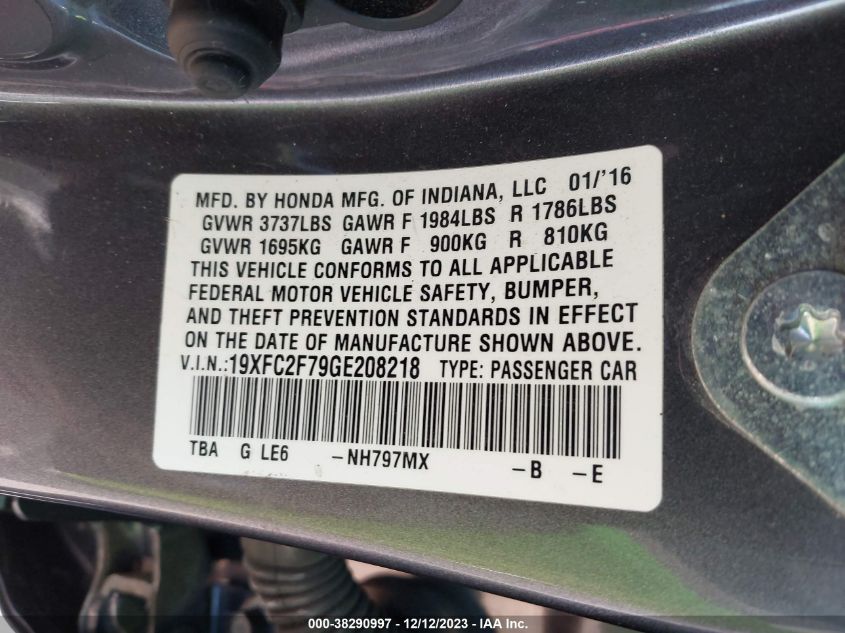 MFD. BY HONDA MFG. OF INDIANA, LLC 01/'16
GVWR 3737LBS GAWR F 1984LBS R 1786LBS
GVWR 1695KG GAWR F 900KG R 810KG
THIS VEHICLE CONFORMS TO ALL APPLICABLE
FEDERAL MOTOR VEHICLE SAFETY, BUMPER,
AND THEFT PREVENTION STANDARDS IN EFFECT
ON THE DATE OF MANUFACTURE SHOWN ABOVE.
V.I.N.:19XFC2F79GE208218 TYPE: PASSENGER CAR
TBA G LE6 -NH797MX -B -E
000-38290997 - 12/12/2023 - IAA Inc.